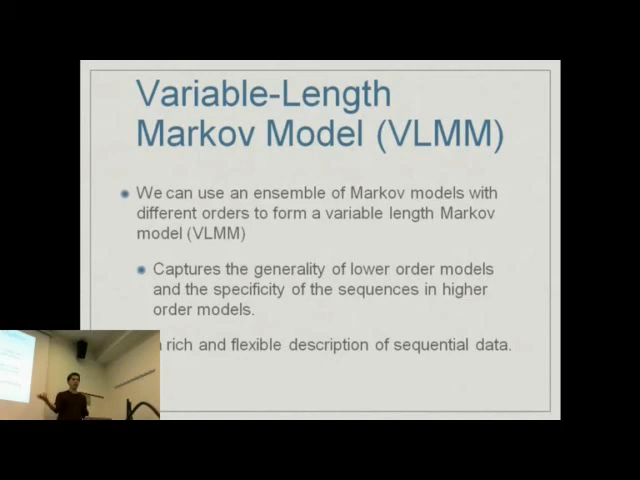 Variable-Length
Markov Model (VLMM)
We can use an ensemble of Markov models with
different orders to form a variable length Markov
model (VLMM)
Captures the generality of lower order models
and the specificity of the sequences in higher
order models.
rich and flexible description of sequential data.